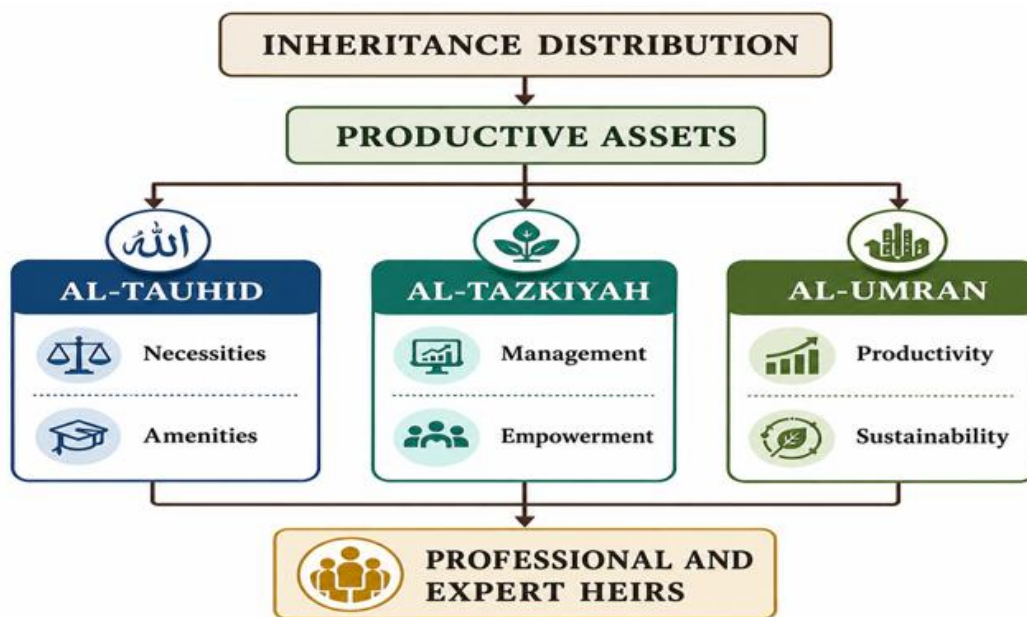 INHERITANCE DISTRIBUTION
PRODUCTIVE ASSETS
الله
AL-TAUHID
Necessities
Amenities
AL-TAZKIYAH
Management
Empowerment
AL-UMRAN
Productivity
Sustainability
PROFESSIONAL AND
EXPERT HEIRS